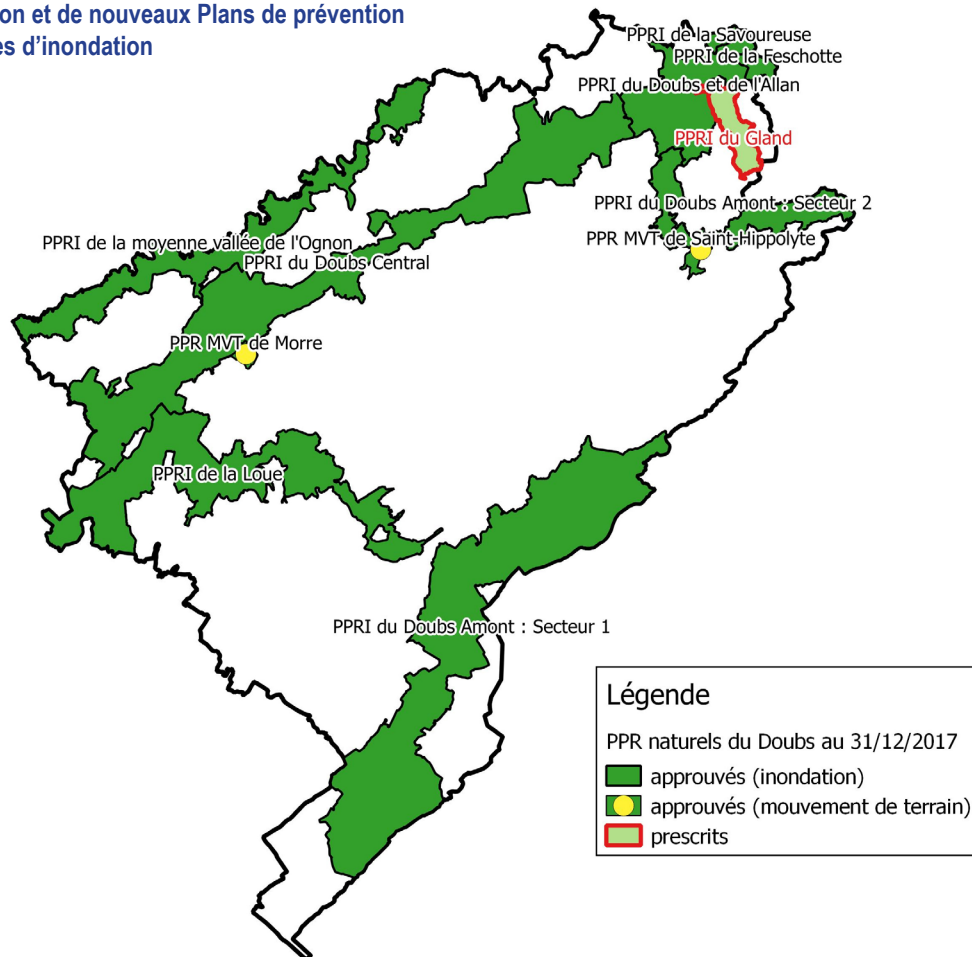 on et de nouveaux Plans de prévention
es d'inondation
PPRI de la Savoureuse
PPRI de la Feschotte
PPRI du Doubs et de l'Allan
PPRI du Gland
PPRI du Doubs Amont : Secteur 2
PPR MVT de Saint-Hippolyte
PPRI de la moyenne vallée de l'Ognon
PPRI du Doubs Central
PPR MVT de Morre
PPRI de la Loue
PPRI du Doubs Amont : Secteur 1
Légende
PPR naturels du Doubs au 31/12/2017
approuvés (inondation)
approuvés (mouvement de terrain)
prescrits